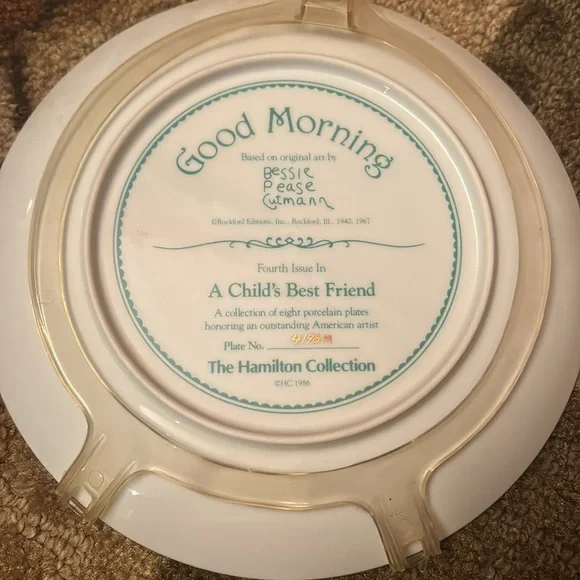 Good Morning
Based on original art by
Bessie
Pease
Gutmann
©Rockford Editions, Inc., Rockford, Ill., 1940, 1967
Fourth Issue In
A Child's Best Friend
A collection of eight porcelain plates
honoring an outstanding American artist
Plate No.
The Hamilton Collection
©HC 1986